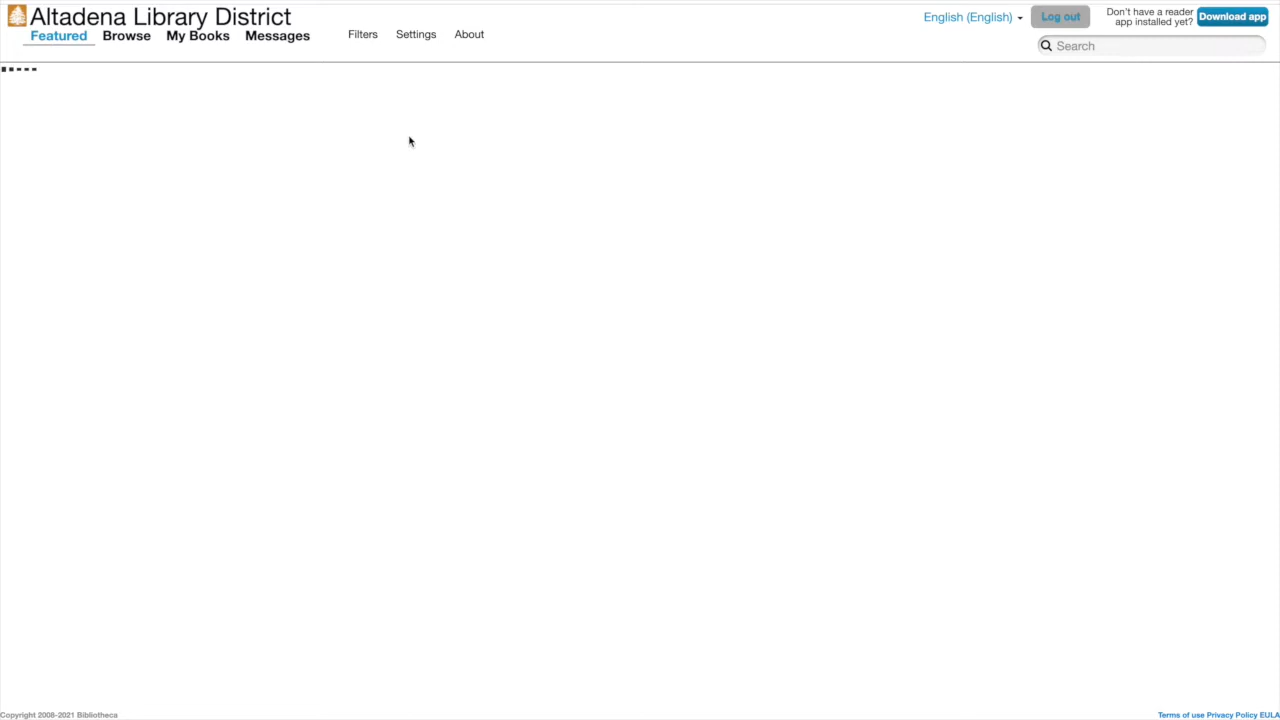 Altadena Library District
Featured Browse My Books Messages Filters Settings About
English (English) Log out Don't have a reader app installed yet? Download app
Search
Copyright 2008-2021 Bibliotheca
Terms of use Privacy Policy EULA